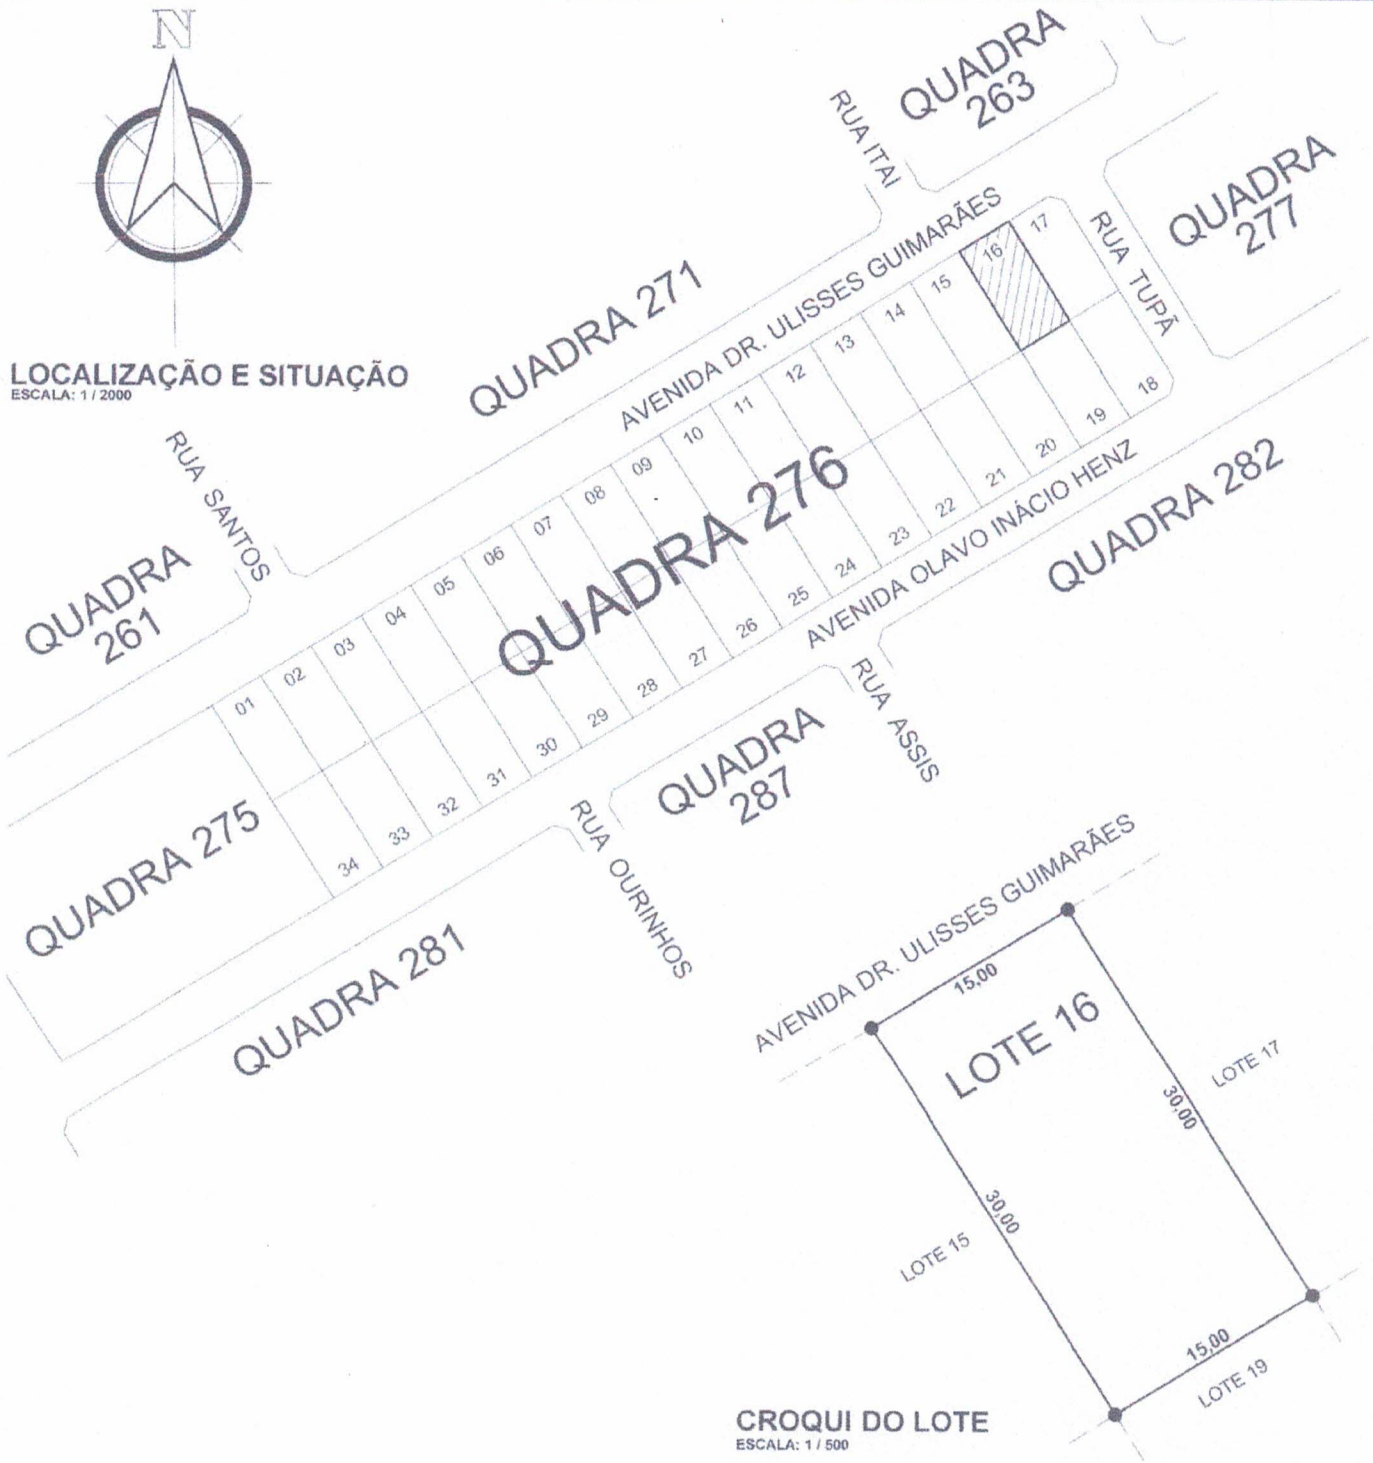 N
LOCALIZAÇÃO E SITUAÇÃO
ESCALA: 1 / 2000
QUADRA
263
RUA ITAI
QUADRA
277
RUA TUPÃ
QUADRA 271
AVENIDA DR. ULISSES GUIMARÃES
RUA SANTOS
QUADRA
261
QUADRA 276
01
02
03
04
05
06
07
08
09
10
11
12
13
14
15
16
17
18
19
20
21
22
23
24
25
26
27
28
29
30
31
32
33
34
AVENIDA OLAVO INÁCIO HENZ
QUADRA 282
QUADRA 275
QUADRA
287
RUA ASSIS
RUA OURINHOS
QUADRA 281
AVENIDA DR. ULISSES GUIMARÃES
15,00
LOTE 16
LOTE 17
30,00
30,00
LOTE 15
15,00
LOTE 19
CROQUI DO LOTE
ESCALA: 1 / 500